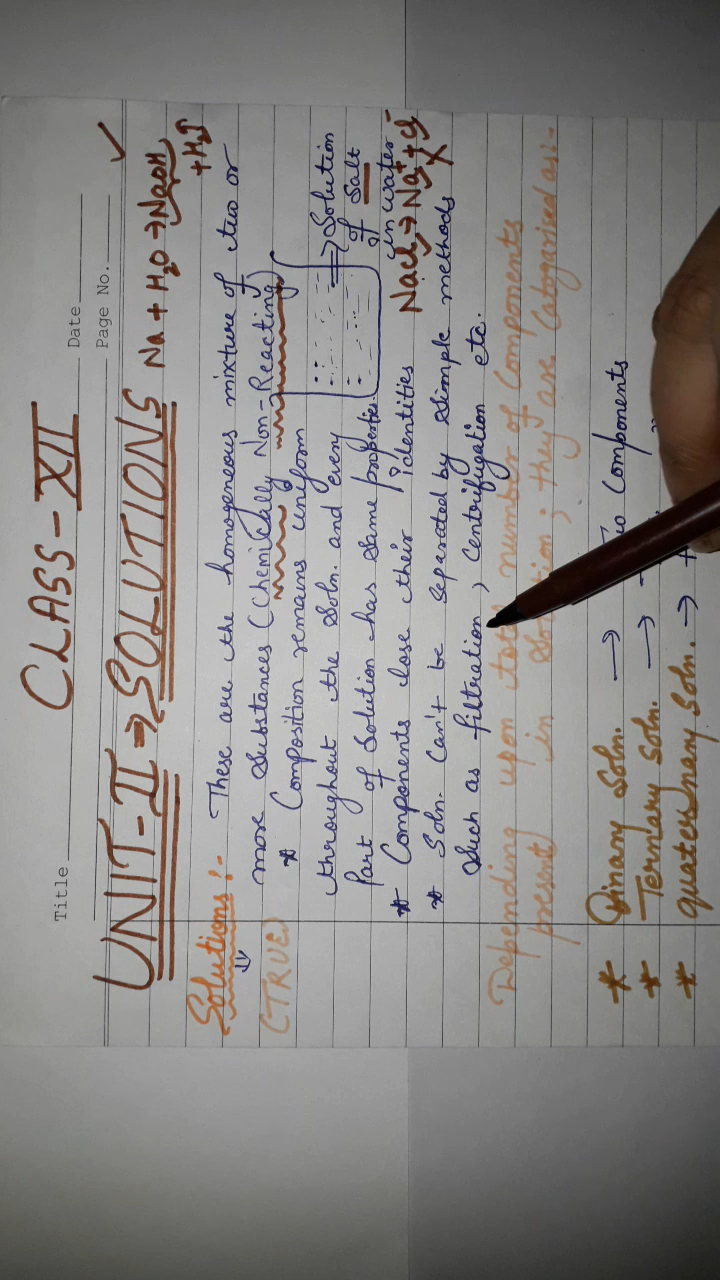 Title CLASS-XII Date
Page No. ✓
UNIT-II ⇒ SOLUTIONS Na + H₂O → NaOH
+ H₂↑
Solutions :- These are the homogeneous mixture of two or
(TRUE) more substances (Chemically Non-Reacting)
* Composition remains uniform
throughout the Soln. and every
Part of Solution has same properties.
⇒ Solution
of Salt
in water
* Components lose their identities NaCl → Na⁺ + Cl⁻
* Soln. Can't be separated by simple methods
Such as filtration, Centrifugation etc.
Depending upon number of Components
present in ; they are Catogarised as:-
* Binary Soln. → Components
* Ternary Soln. →
* quaternary Soln. →